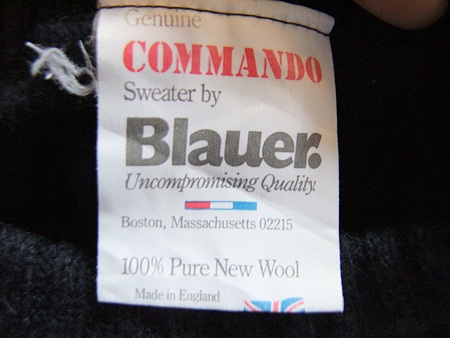 Genuine
COMMANDO
Sweater by
Blauer.
Uncompromising Quality.
Boston, Massachusetts 02215
100% Pure New Wool
Made in England